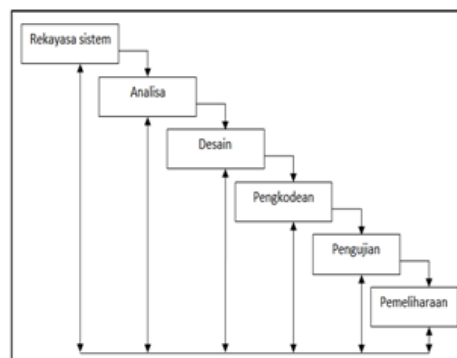 Rekayasa sistem
Analisa
Desain
Pengkodean
Pengujian
Pemeliharaan